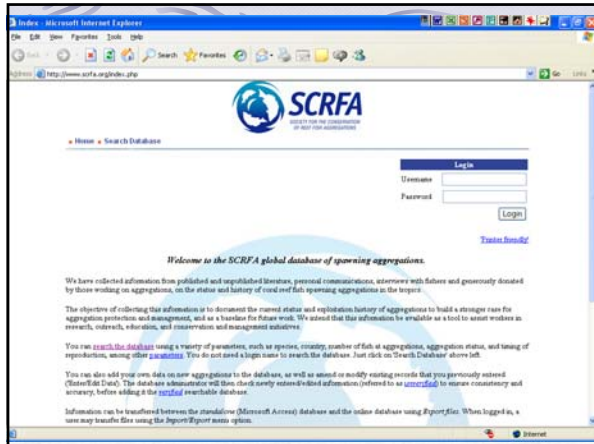 Index - Microsoft Internet Explorer
File Edit View Favorites Tools Help
Back Search Favorites
Address http://www.scrfa.org/index.php Go Links
SCRFA
SOCIETY FOR THE CONSERVATION
OF REEF FISH AGGREGATIONS
Home Search Database
Login
Username
Password
Login
Printer friendly!
Welcome to the SCRFA global database of spawning aggregations.
We have collected information from published and unpublished literature, personal communications, interviews with fishers and generously donated
by those working on aggregations, on the status and history of coral reef fish spawning aggregations in the tropics
The objective of collecting this information is to document the current status and exploitation history of aggregations to build a stronger case for
aggregation protection and management, and as a baseline for future work. We intend that this information be available as a tool to assist workers in
research, outreach, education, and conservation and management initiatives.
You can search the database using a variety of parameters, such as species, country, number of fish at aggregations, aggregation status, and timing of
reproduction, among other parameters. You do not need a login name to search the database. Just click on 'Search Database' above left.
You can also add your own data on new aggregations to the database, as well as amend or modify existing records that you previously entered
('Enter/Edit Data'). The database administrator will then check newly entered/edited information (referred to as unverified) to ensure consistency and
accuracy, before adding it the verified searchable database.
Information can be transferred between the standalone (Microsoft Access) database and the online database using Export files. When logged in, a
user may transfer files using the Import/Export menu option.
Internet